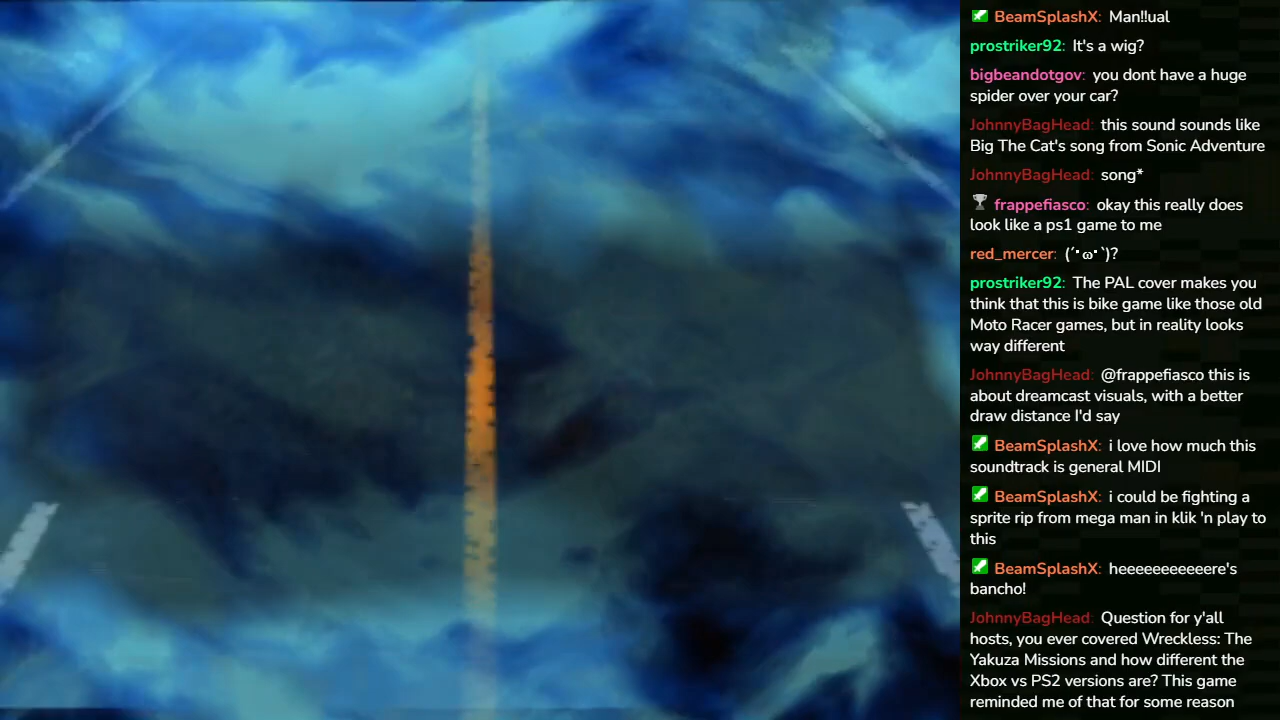 BeamSplashX: Man!!ual
prostriker92: It's a wig?
bigbeandotgov: you dont have a huge
spider over your car?
JohnnyBagHead: this sound sounds like
Big The Cat's song from Sonic Adventure
JohnnyBagHead: song*
frappefiasco: okay this really does
look like a ps1 game to me
red_mercer: (´･ω･`)?
prostriker92: The PAL cover makes you
think that this is bike game like those old
Moto Racer games, but in reality looks
way different
JohnnyBagHead: @frappefiasco this is
about dreamcast visuals, with a better
draw distance I'd say
BeamSplashX: i love how much this
soundtrack is general MIDI
BeamSplashX: i could be fighting a
sprite rip from mega man in klik 'n play to
this
BeamSplashX: heeeeeeeeeeere's
bancho!
JohnnyBagHead: Question for y'all
hosts, you ever covered Wreckless: The
Yakuza Missions and how different the
Xbox vs PS2 versions are? This game
reminded me of that for some reason